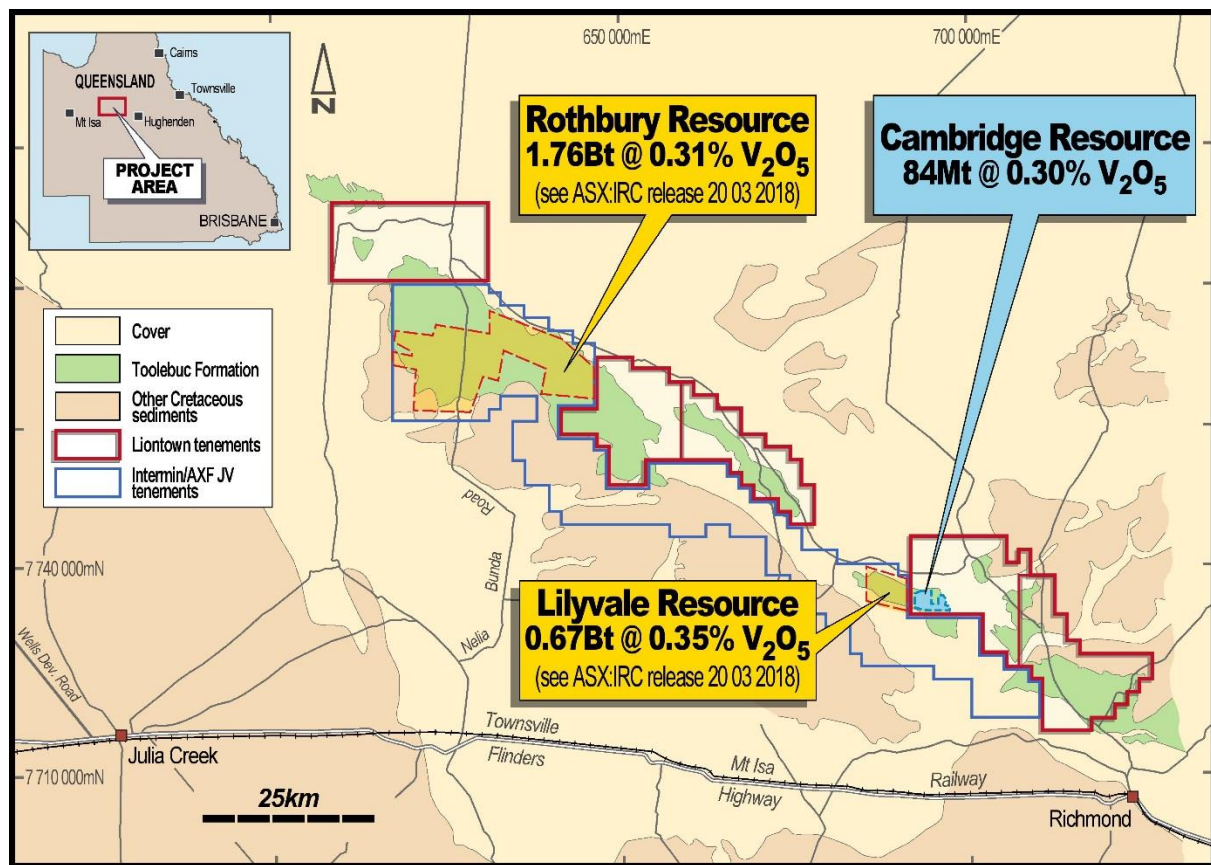 650 000mE
700 000mE
Cairns
QUEENSLAND
Townsville
Mt Isa
Hughenden
PROJECT
AREA
BRISBANE
N
Rothbury Resource
1.76Bt @ 0.31% V₂O₅
(see ASX:IRC release 20 03 2018)
Cambridge Resource
84Mt @ 0.30% V₂O₅
Cover
Toolebuc Formation
Other Cretaceous
sediments
Liontown tenements
Intermin/AXF JV
tenements
Road
Bunda
Nelia
7 740 000mN
Lilyvale Resource
0.67Bt @ 0.35% V₂O₅
(see ASX:IRC release 20 03 2018)
Wells Dev. Road
Julia Creek
Townsville
Flinders
Mt Isa
Highway
Railway
7 710 000mN
25km
Richmond